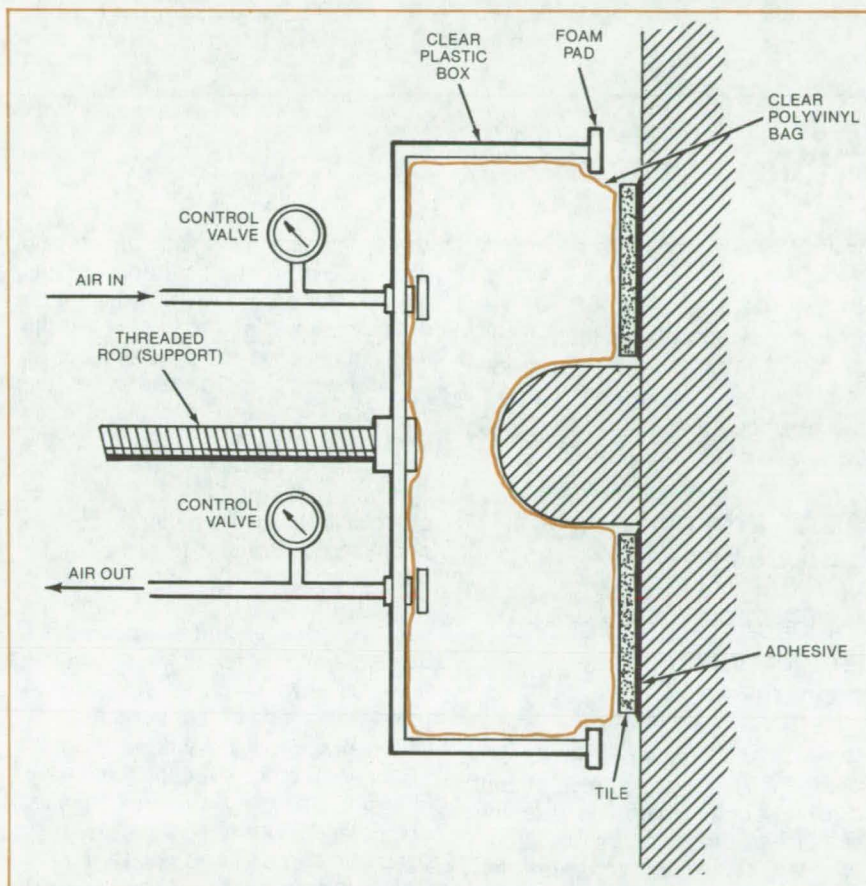 CLEAR
PLASTIC
BOX
FOAM
PAD
CLEAR
POLYVINYL
BAG
CONTROL
VALVE
AIR IN
THREADED
ROD (SUPPORT)
CONTROL
VALVE
AIR OUT
ADHESIVE
TILE